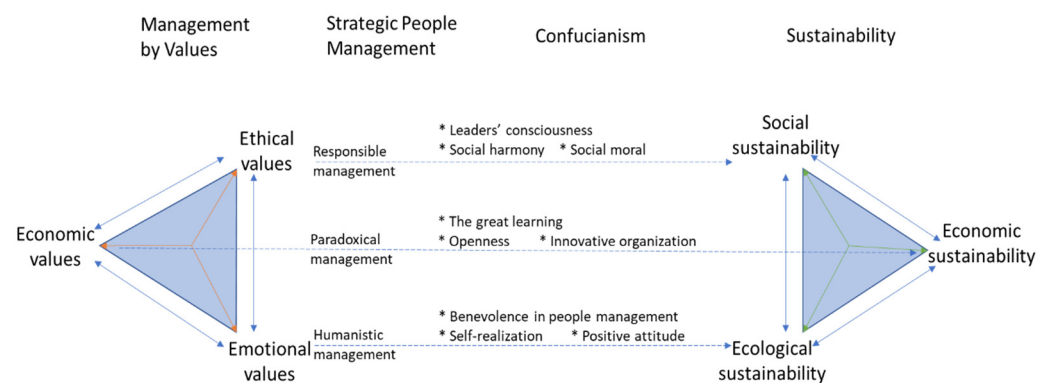 Management
by Values
Strategic People
Management
Confucianism
Sustainability
Ethical
values
Responsible
management
* Leaders' consciousness
* Social harmony * Social moral
Social
sustainability
Economic
values
Paradoxical
management
* The great learning
* Openness * Innovative organization
Economic
sustainability
Emotional
values
Humanistic
management
* Benevolence in people management
* Self-realization * Positive attitude
Ecological
sustainability